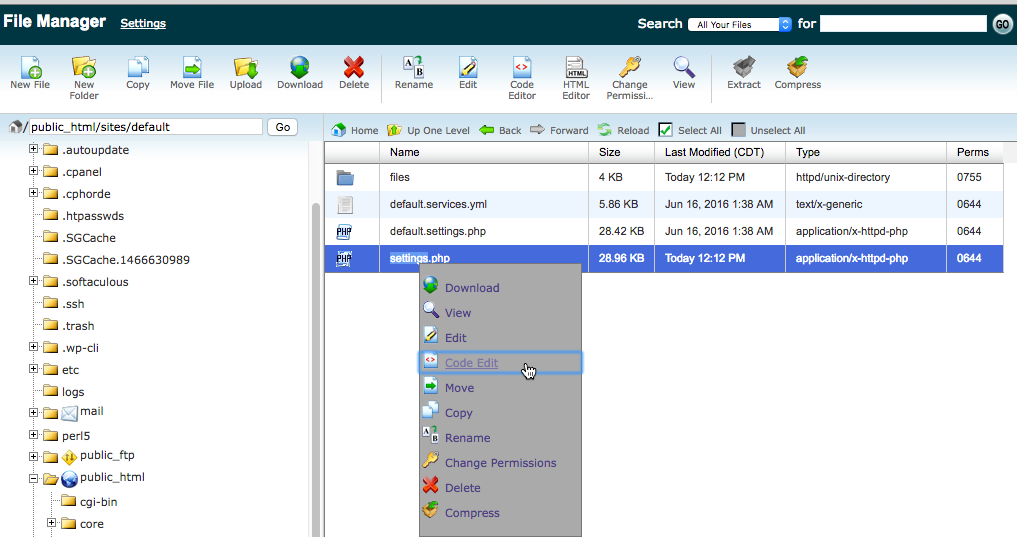 File Manager Settings Search All Your Files for GO
New File New Folder Copy Move File Upload Download Delete Rename Edit Code Editor HTML Editor Change Permissi... View Extract Compress
/ public_html/sites/default Go
Home Up One Level Back Forward Reload Select All Unselect All
.autoupdate
.cpanel
.cphorde
.htpasswds
.SGCache
.SGCache.1466630989
.softaculous
.ssh
.trash
.wp-cli
etc
logs
mail
perl5
public_ftp
public_html
cgi-bin
core
Name Size Last Modified (CDT) Type Perms
files 4 KB Today 12:12 PM httpd/unix-directory 0755
default.services.yml 5.86 KB Jun 16, 2016 1:38 AM text/x-generic 0644
default.settings.php 28.42 KB Jun 16, 2016 1:38 AM application/x-httpd-php 0644
settings.php 28.96 KB Today 12:12 PM application/x-httpd-php 0644
Download
View
Edit
Code Edit
Move
Copy
Rename
Change Permissions
Delete
Compress